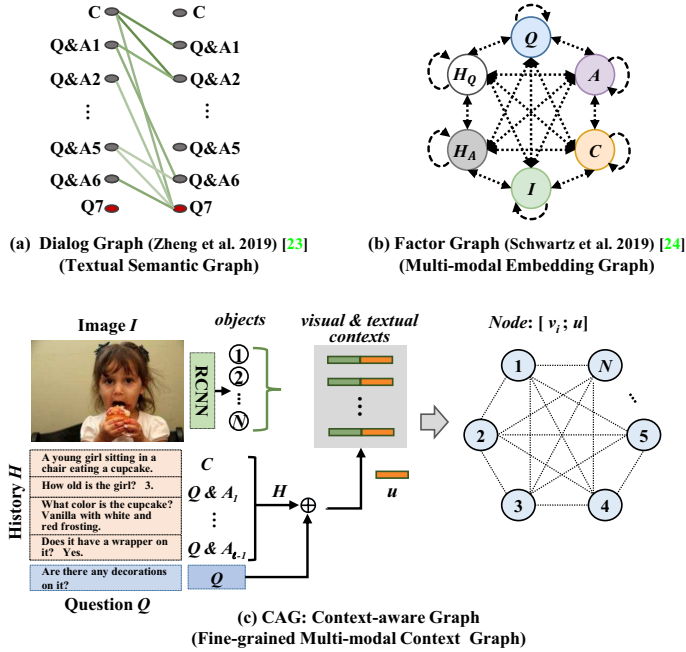 C C
Q&A1 Q&A1
Q&A2 Q&A2
... 
Q&A5 Q&A5
Q&A6 Q&A6
Q7 Q7
(a) Dialog Graph (Zheng et al. 2019) [23]
(Textual Semantic Graph)
Q
H_Q A
H_A C
I
(b) Factor Graph (Schwartz et al. 2019) [24]
(Multi-modal Embedding Graph)
Image I
objects
RCNN
1
2
...
N
visual & textual
contexts
...
u
Node: [ v_i ; u]
1 N
...
2 5
3 4
History H
A young girl sitting in a
chair eating a cupcake.
How old is the girl? 3.
What color is the cupcake?
Vanilla with white and
red frosting.
Does it have a wrapper on
it? Yes.
Are there any decorations
on it?
C
Q & A_1
...
Q & A_ℓ-1
H
Q
Question Q
(c) CAG: Context-aware Graph
(Fine-grained Multi-modal Context Graph)